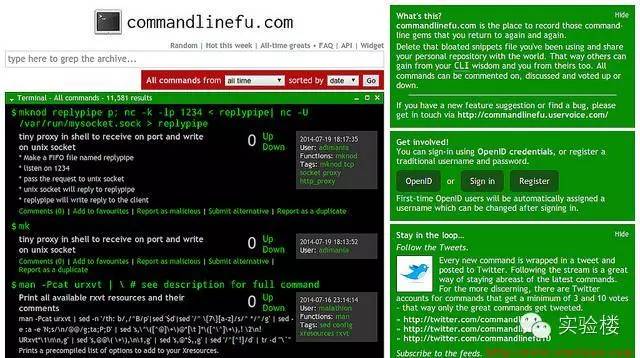 commandlinefu.com
Random | Hot this week | All-time greats • FAQ | API | Widget
type here to grep the archive...
All commands from all time sorted by date Go
Terminal - All commands - 11,581 results
$ mknod replypipe p; nc -k -lp 1234 < replypipe| nc -U
/var/run/mysocket.sock > replypipe
tiny proxy in shell to receive on port and write
on unix socket
* Make a FIFO file named replypipe
* listen on 1234
* pass the request to unix socket
* unix socket will reply to replypipe
* replypipe will write reply to the client
0 Up
Down
2014-07-19 18:17:35
User: adimania
Functions: mknod
Tags: mknod tcp
socket proxy
http_proxy
Comments (0) | Add to favourites | Report as malicious | Submit alternative | Report as a duplicate
$ mk
tiny proxy in shell to receive on port and write
on unix socket
0 Up
Down
2014-07-19 18:13:52
User: adimania
Comments (0) | Add to favourites | Report as malicious | Submit alternative |
Report as a duplicate
$ man -Pcat urxvt | \ # see description for full command
Print all available rxvt resources and their
comments
0 Up
Down
2014-07-16 23:14:14
User: malathion
Functions: man
Tags: sed config
xresources rxvt
man -Pcat urxvt | sed -n '/th: b/,/^B/p'|sed '$d'|sed '/^
Prints a precompiled list of options to add to your Xresources.
What's this?
Hide
commandlinefu.com is the place to record those command-
line gems that you return to again and again.
Delete that bloated snippets file you've been using and share
your personal repository with the world. That way others can
gain from your CLI wisdom and you from theirs too. All
commands can be commented on, discussed and voted up or
down.
If you have a new feature suggestion or find a bug, please
get in touch via http://commandlinefu.uservoice.com/
Get involved!
You can sign-in using OpenID credentials, or register a
traditional username and password.
OpenID or Sign in Register
First-time OpenID users will be automatically assigned a
username which can be changed after signing in.
Stay in the loop...
Hide
Follow the Tweets.
Every new command is wrapped in a tweet and
posted to Twitter. Following the stream is a great
way of staying abreast of the latest commands.
For the more discerning, there are Twitter
accounts for commands that get a minimum of 3 and 10 votes
- that way only the great commands get tweeted.
» http://twitter.com/commandlinefu
» http://twitter.com/commandlinefu3
» http://twitter.com/commandlinefu10
Subscribe to the feeds.
实验楼